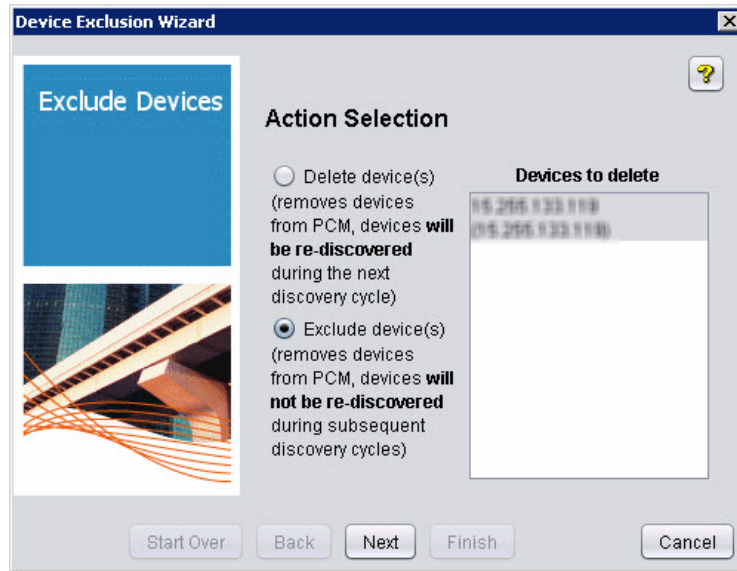 Device Exclusion Wizard
Exclude Devices
Action Selection
Delete device(s)
(removes devices
from PCM, devices will
be re-discovered
during the next
discovery cycle)
Exclude device(s)
(removes devices
from PCM, devices will
not be re-discovered
during subsequent
discovery cycles)
Devices to delete
Start Over
Back
Next
Finish
Cancel